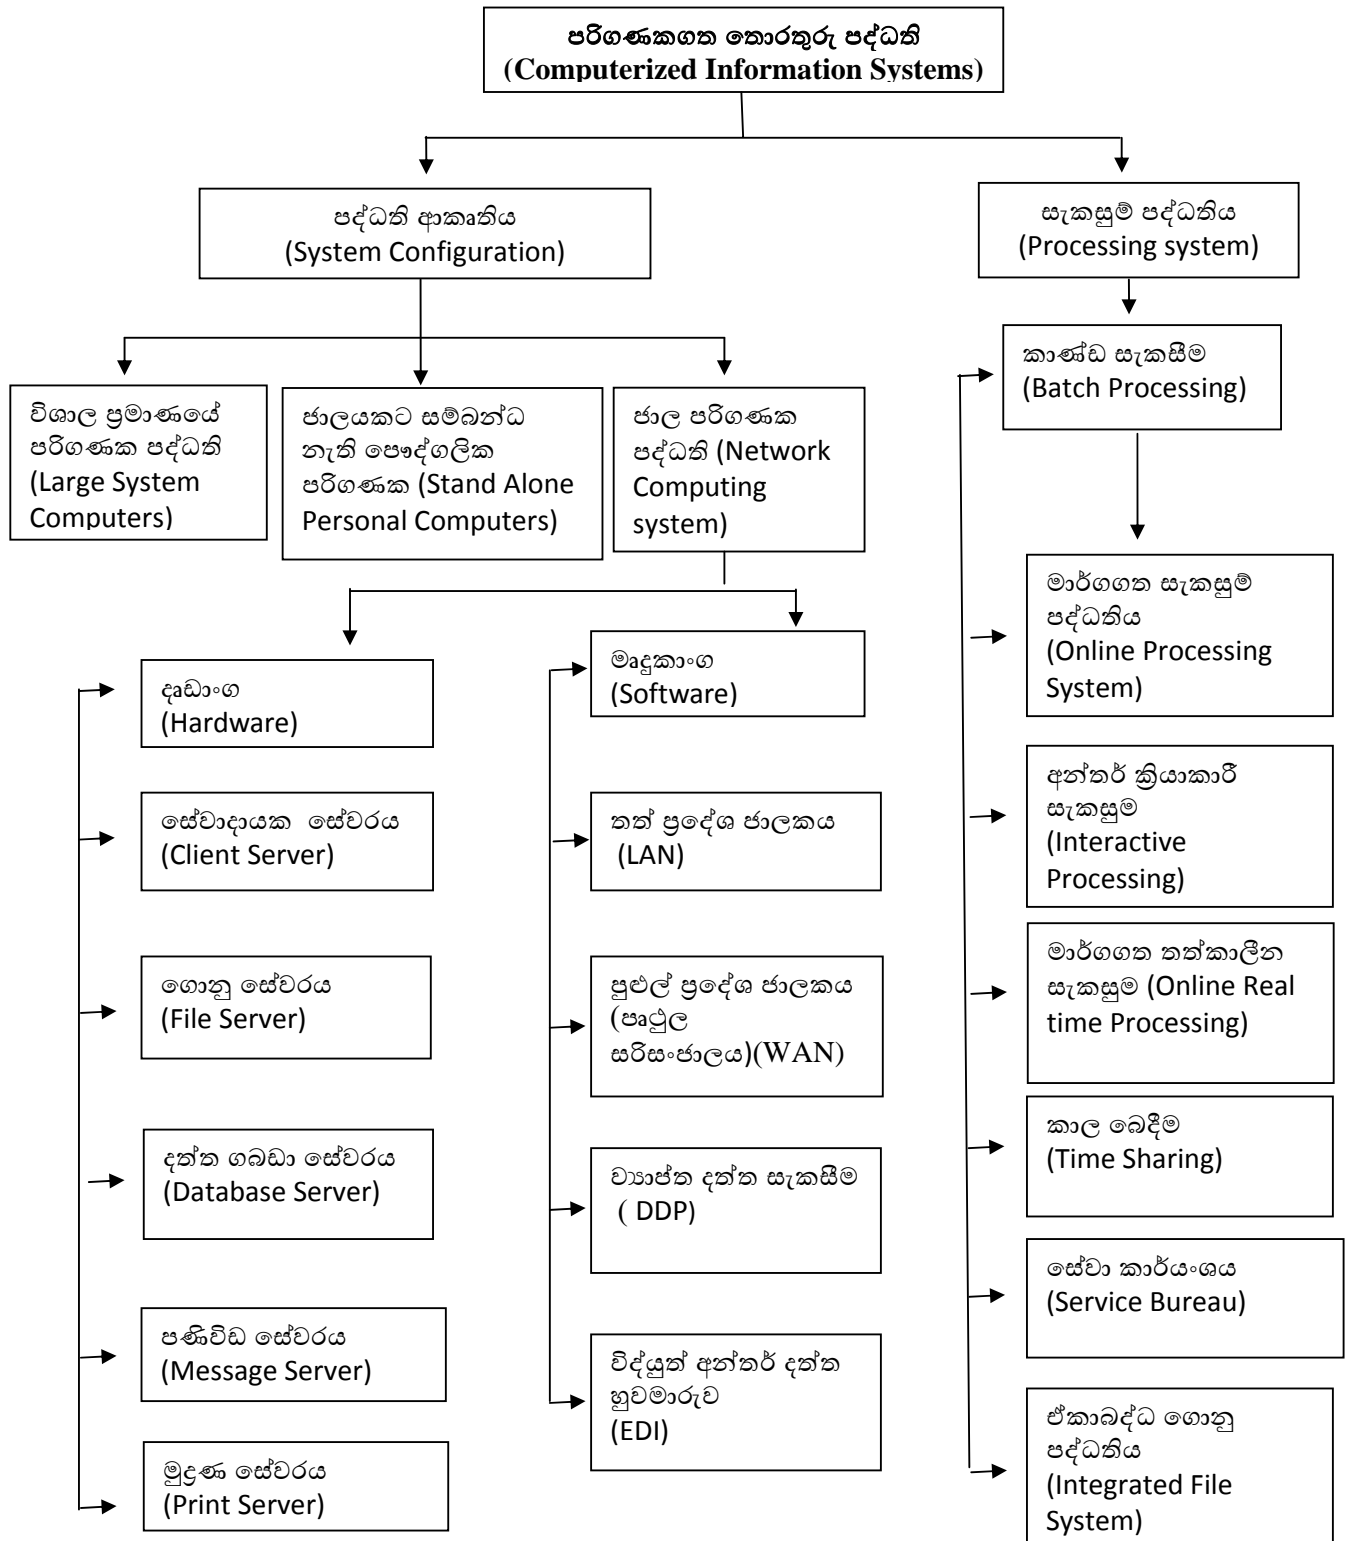 පරිගණකගත තොරතුරු පද්ධති
(Computerized Information Systems)
පද්ධති ආකෘතිය
(System Configuration)
සැකසුම් පද්ධතිය
(Processing system)
විශාල ප්‍රමාණයේ
පරිගණක පද්ධති
(Large System
Computers)
ජාලයකට සම්බන්ධ
නැති පෞද්ගලික
පරිගණක (Stand Alone
Personal Computers)
ජාල පරිගණක
පද්ධති (Network
Computing
system)
කාණ්ඩ සැකසීම
(Batch Processing)
දෘඩාංග
(Hardware)
සේවාදායක සේවරය
(Client Server)
ගොනු සේවරය
(File Server)
දත්ත ගබඩා සේවරය
(Database Server)
පණිවිඩ සේවරය
(Message Server)
මුද්‍රණ සේවරය
(Print Server)
මෘදුකාංග
(Software)
තත් ප්‍රදේශ ජාලකය
(LAN)
පුළුල් ප්‍රදේශ ජාලකය
(පෘථුල
සරිසංජාලය)(WAN)
ව්‍යාප්ත දත්ත සැකසීම
( DDP)
විද්යුත් අන්තර් දත්ත
හුවමාරුව
(EDI)
මාර්ගගත සැකසුම්
පද්ධතිය
(Online Processing
System)
අන්තර් ක්‍රියාකාරී
සැකසුම
(Interactive
Processing)
මාර්ගගත තත්කාලීන
සැකසුම (Online Real
time Processing)
කාල බෙදීම
(Time Sharing)
සේවා කාර්යංශය
(Service Bureau)
ඒකාබද්ධ ගොනු
පද්ධතිය
(Integrated File
System)